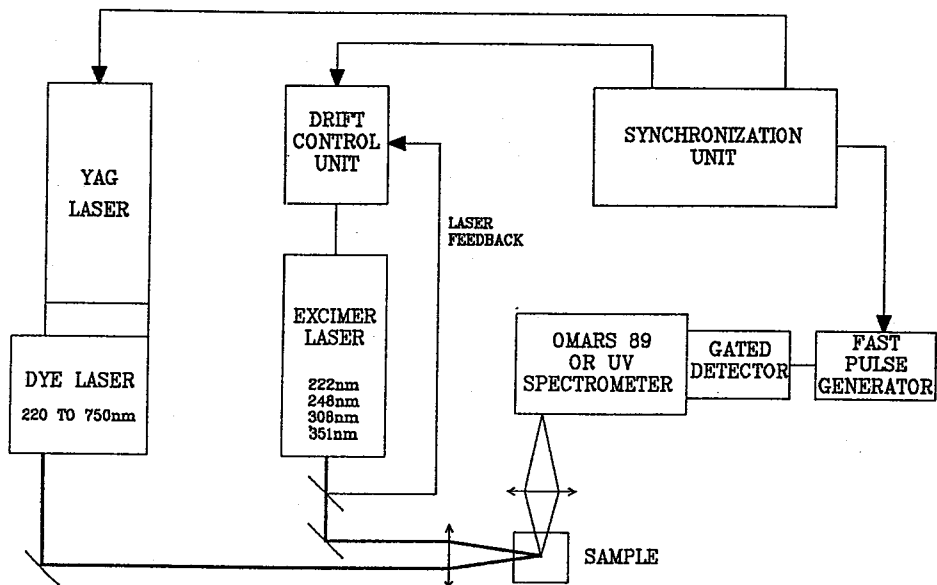 DRIFT
CONTROL
UNIT
SYNCHRONIZATION
UNIT
YAG
LASER
LASER
FEEDBACK
EXCIMER
LASER
222nm
248nm
308nm
351nm
DYE LASER
220 TO 750nm
OMARS 89
OR UV
SPECTROMETER
GATED
DETECTOR
FAST
PULSE
GENERATOR
SAMPLE